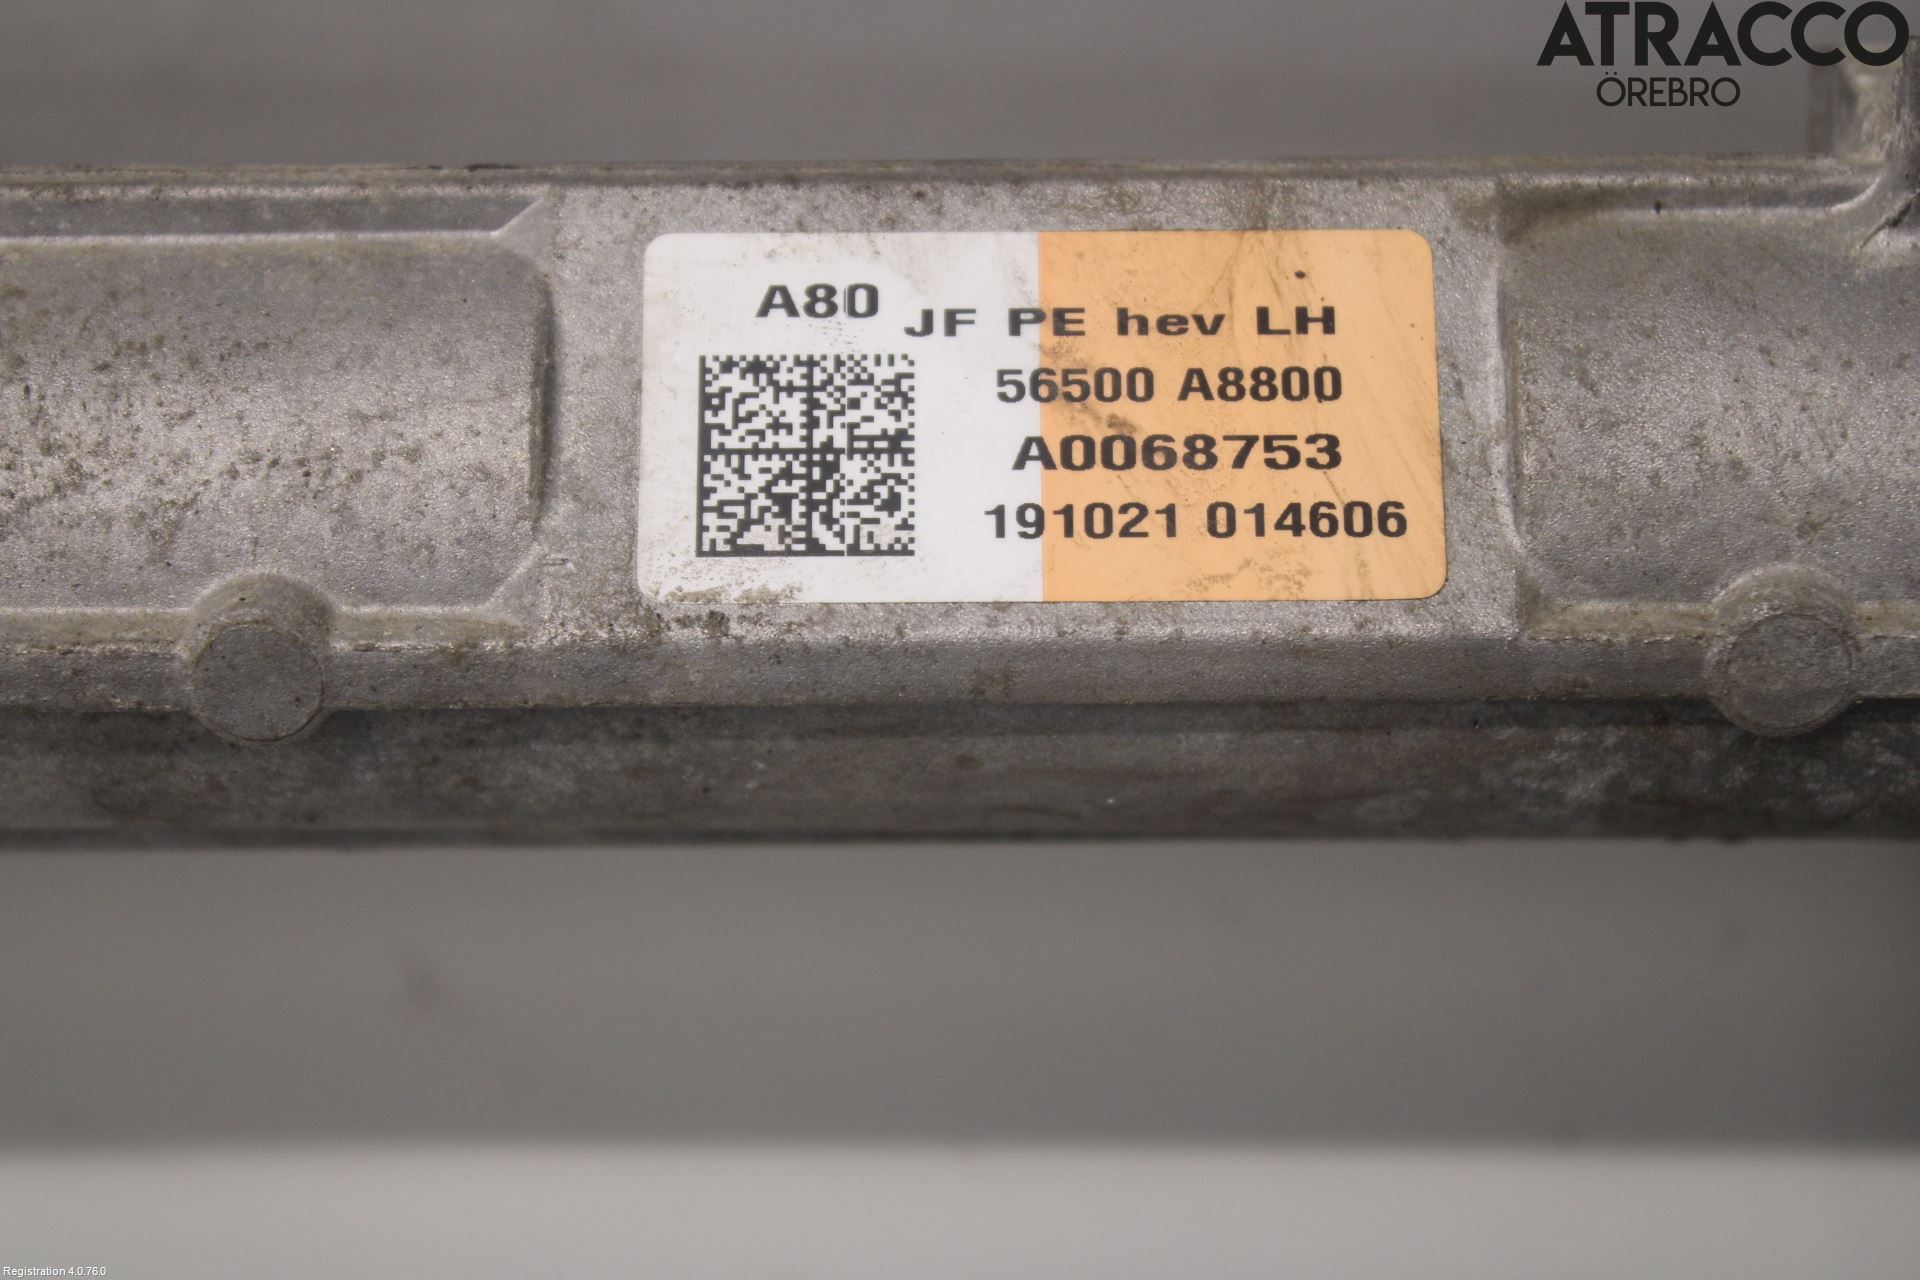 ATRACCO
ÖREBRO
A80
JF PE hev LH
56500 A8800
A0068753
191021 014606
Registration 4.0.76.0